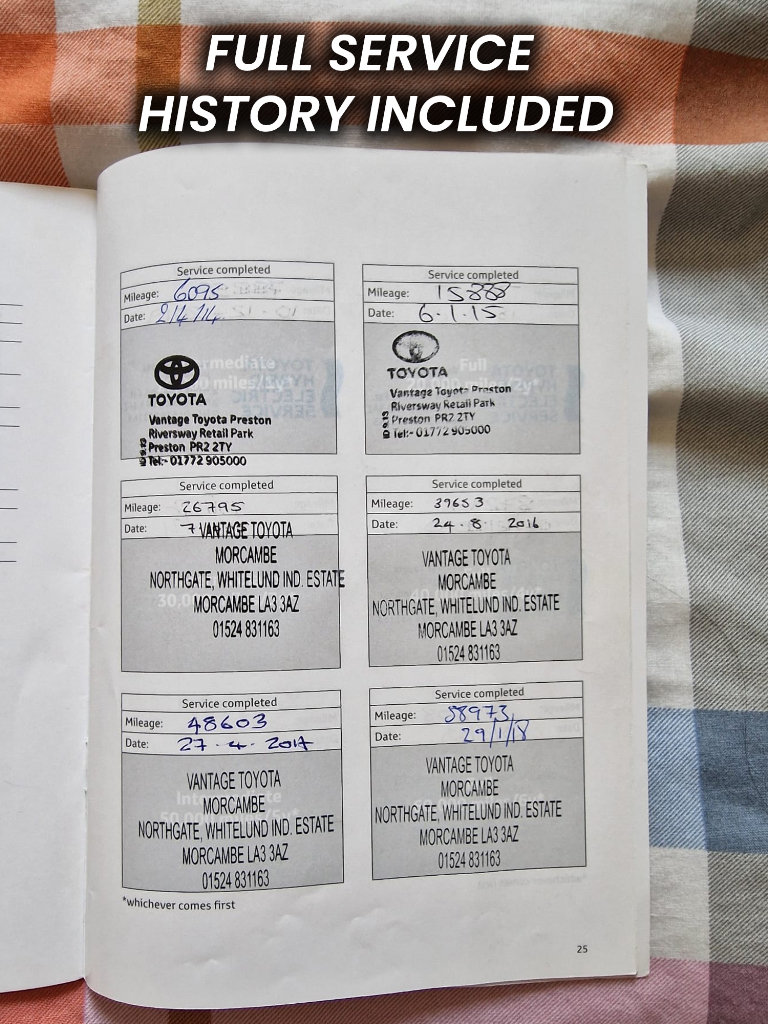 FULL SERVICE
HISTORY INCLUDED
Service completed
Mileage: 6095
Date: 2/4/14
TOYOTA
Vantage Toyota Preston
Riversway Retail Park
Preston PR2 2TY
Tel:- 01772 905000
Service completed
Mileage: 15888
Date: 6.1.15
TOYOTA
Vantage Toyota Preston
Riversway Retail Park
Preston PR2 2TY
Tel:- 01772 905000
Service completed
Mileage: 26795
Date: 7
VANTAGE TOYOTA
MORCAMBE
NORTHGATE, WHITELUND IND. ESTATE
MORCAMBE LA3 3AZ
01524 831163
Service completed
Mileage: 39653
Date: 24.8.2016
VANTAGE TOYOTA
MORCAMBE
NORTHGATE, WHITELUND IND. ESTATE
MORCAMBE LA3 3AZ
01524 831163
Service completed
Mileage: 48603
Date: 27.4.2017
VANTAGE TOYOTA
MORCAMBE
NORTHGATE, WHITELUND IND. ESTATE
MORCAMBE LA3 3AZ
01524 831163
Service completed
Mileage: 58973
Date: 29/1/18
VANTAGE TOYOTA
MORCAMBE
NORTHGATE, WHITELUND IND. ESTATE
MORCAMBE LA3 3AZ
01524 831163
*whichever comes first
25